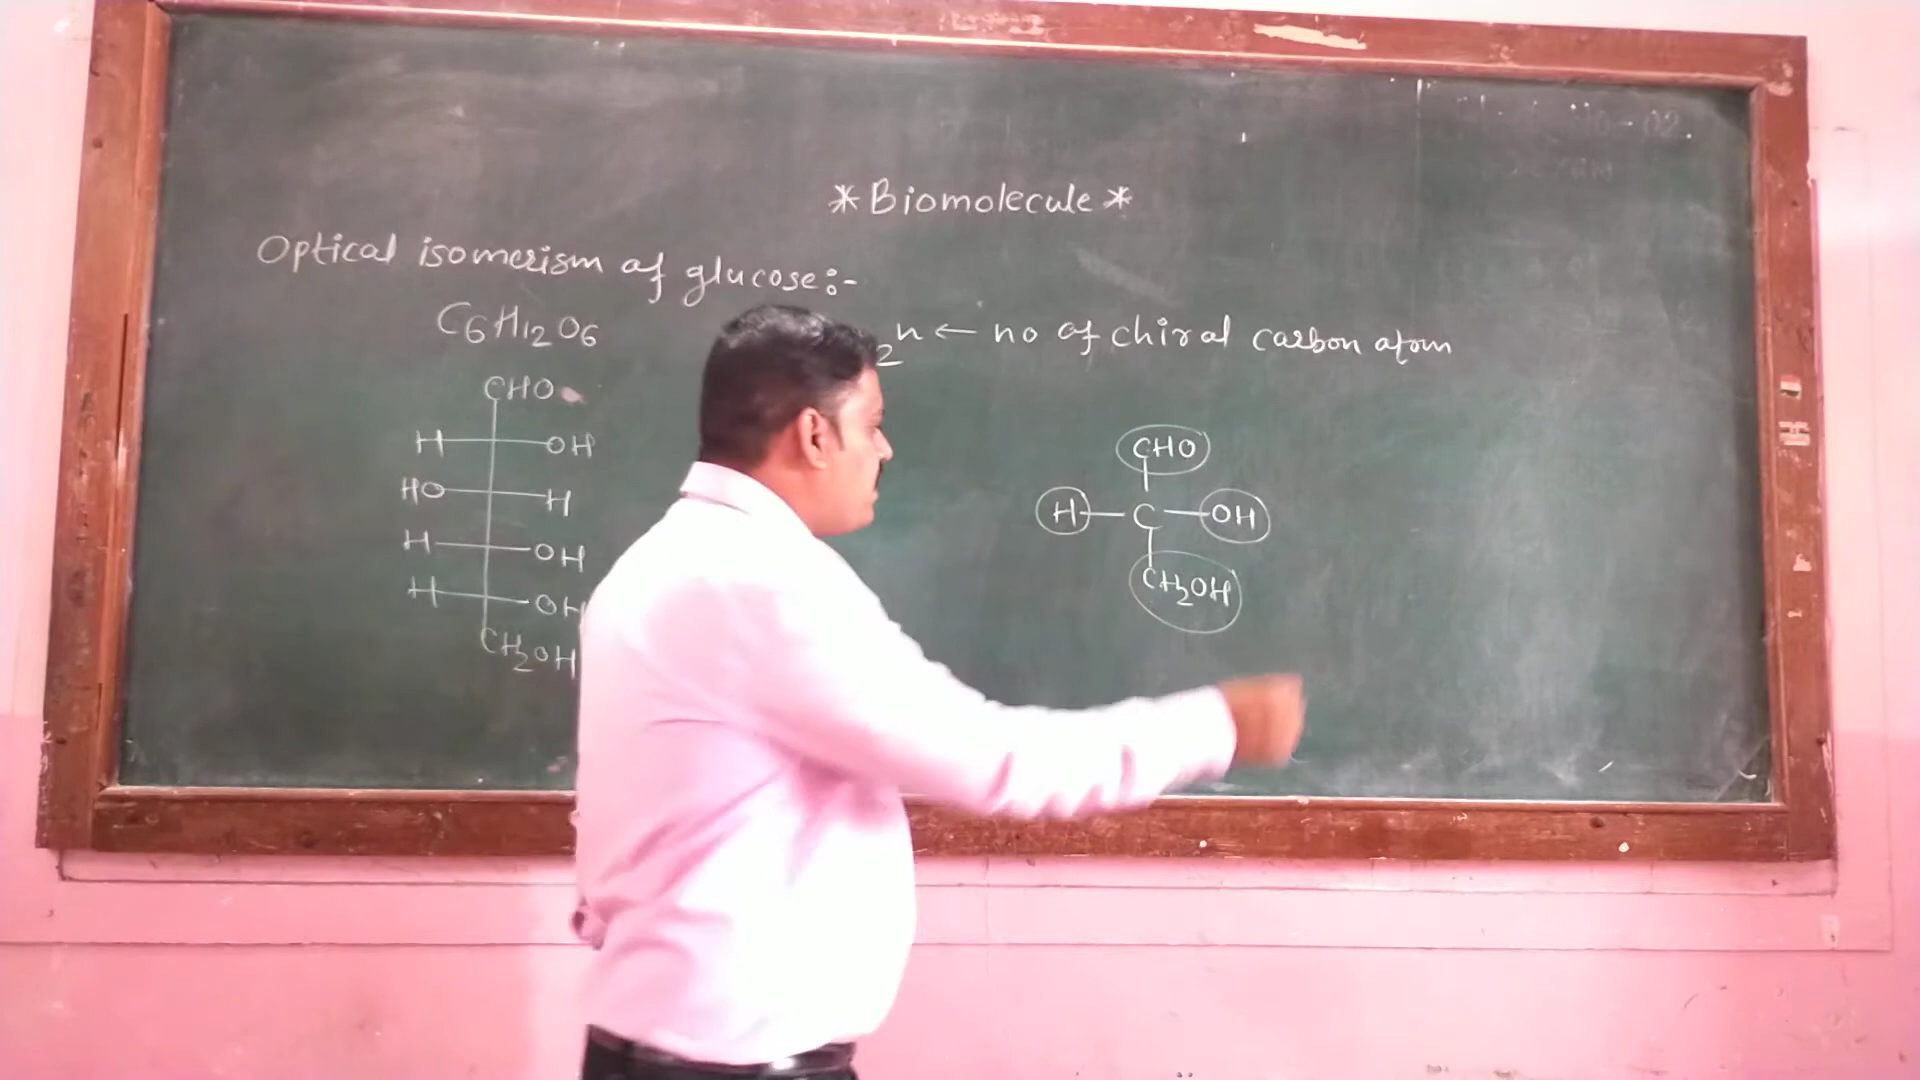 *Biomolecule*
Optical isomerism of glucose:-
C6H12O6
2n ← no of chiral carbon atom
CHO
H OH
HO H
H OH
H OH
CH2OH
CHO
H — C — OH
CH2OH